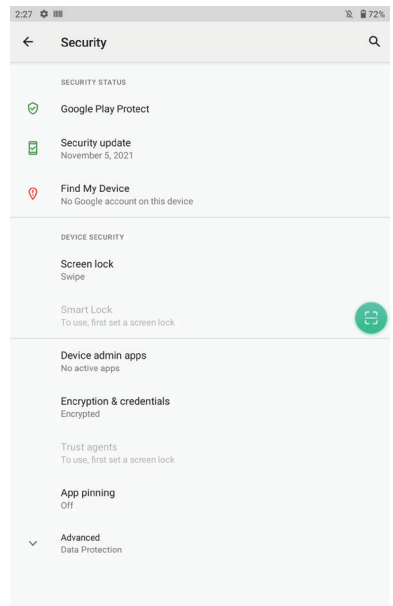 2:27 72%
Security
SECURITY STATUS
Google Play Protect
Security update
November 5, 2021
Find My Device
No Google account on this device
DEVICE SECURITY
Screen lock
Swipe
Smart Lock
To use, first set a screen lock
Device admin apps
No active apps
Encryption & credentials
Encrypted
Trust agents
To use, first set a screen lock
App pinning
Off
Advanced
Data Protection